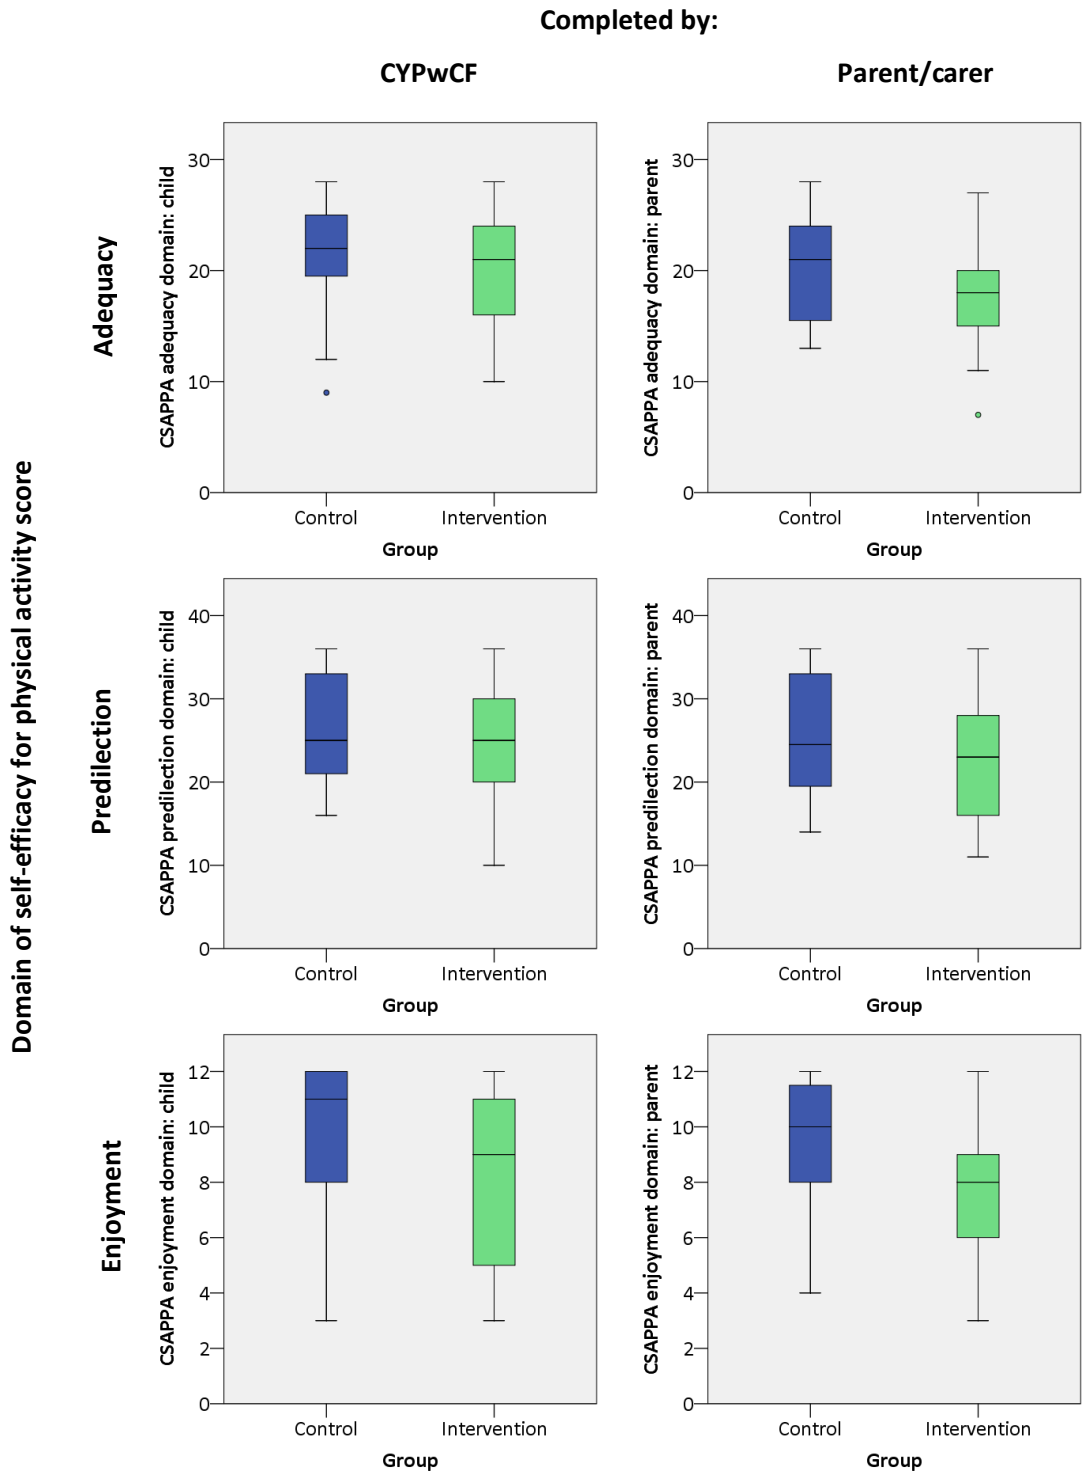 Completed by:
CYPwCF
Parent/carer
Domain of self-efficacy for physical activity score
Adequacy
CSAPPA adequacy domain: child
30
20
10
0
Control
Intervention
Group
CSAPPA adequacy domain: parent
30
20
10
0
Control
Intervention
Group
Predilection
CSAPPA predilection domain: child
40
30
20
10
0
Control
Intervention
Group
CSAPPA predilection domain: parent
40
30
20
10
0
Control
Intervention
Group
Enjoyment
CSAPPA enjoyment domain: child
12
10
8
6
4
2
0
Control
Intervention
Group
CSAPPA enjoyment domain: parent
12
10
8
6
4
2
0
Control
Intervention
Group